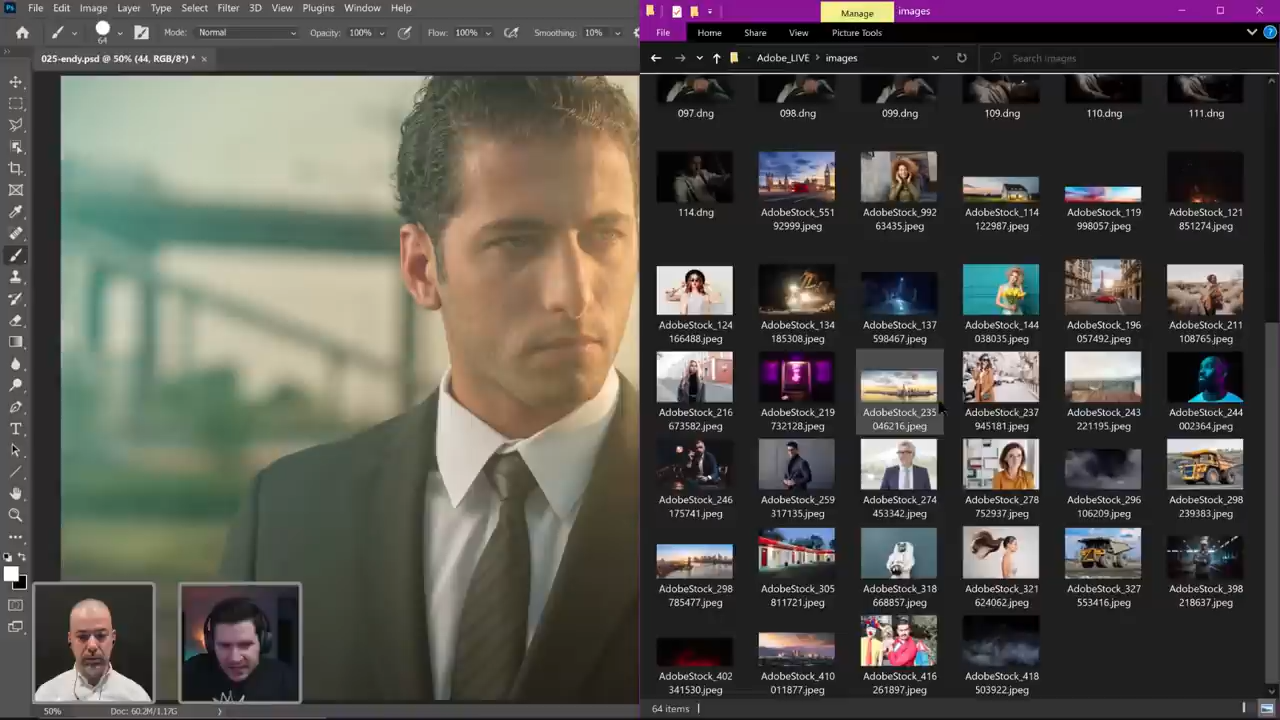 File Edit Image Layer Type Select Filter 3D View Plugins Window Help
64 Mode: Normal Opacity: 100% Flow: 100% Smoothing: 10%
025-endy.psd @ 50% (44, RGB/8*) * ×
50% Doc: 60.2M/1.17G
Manage images
File Home Share View Picture Tools
Adobe_LIVE images Search images
097.dng 098.dng 099.dng 109.dng 110.dng 111.dng
114.dng AdobeStock_551 AdobeStock_992 AdobeStock_114 AdobeStock_119 AdobeStock_121
92999.jpeg 63435.jpeg 122987.jpeg 998057.jpeg 851274.jpeg
AdobeStock_124 AdobeStock_134 AdobeStock_137 AdobeStock_144 AdobeStock_196 AdobeStock_211
166488.jpeg 185308.jpeg 598467.jpeg 038035.jpeg 057492.jpeg 108765.jpeg
AdobeStock_216 AdobeStock_219 AdobeStock_235 AdobeStock_237 AdobeStock_243 AdobeStock_244
673582.jpeg 732128.jpeg 046216.jpeg 945181.jpeg 221195.jpeg 002364.jpeg
AdobeStock_246 AdobeStock_259 AdobeStock_274 AdobeStock_278 AdobeStock_296 AdobeStock_298
175741.jpeg 317135.jpeg 453342.jpeg 752937.jpeg 106209.jpeg 239383.jpeg
AdobeStock_298 AdobeStock_305 AdobeStock_318 AdobeStock_321 AdobeStock_327 AdobeStock_398
785477.jpeg 811721.jpeg 668857.jpeg 624062.jpeg 553416.jpeg 218637.jpeg
AdobeStock_402 AdobeStock_410 AdobeStock_416 AdobeStock_418
341530.jpeg 011877.jpeg 261897.jpeg 503922.jpeg
64 items